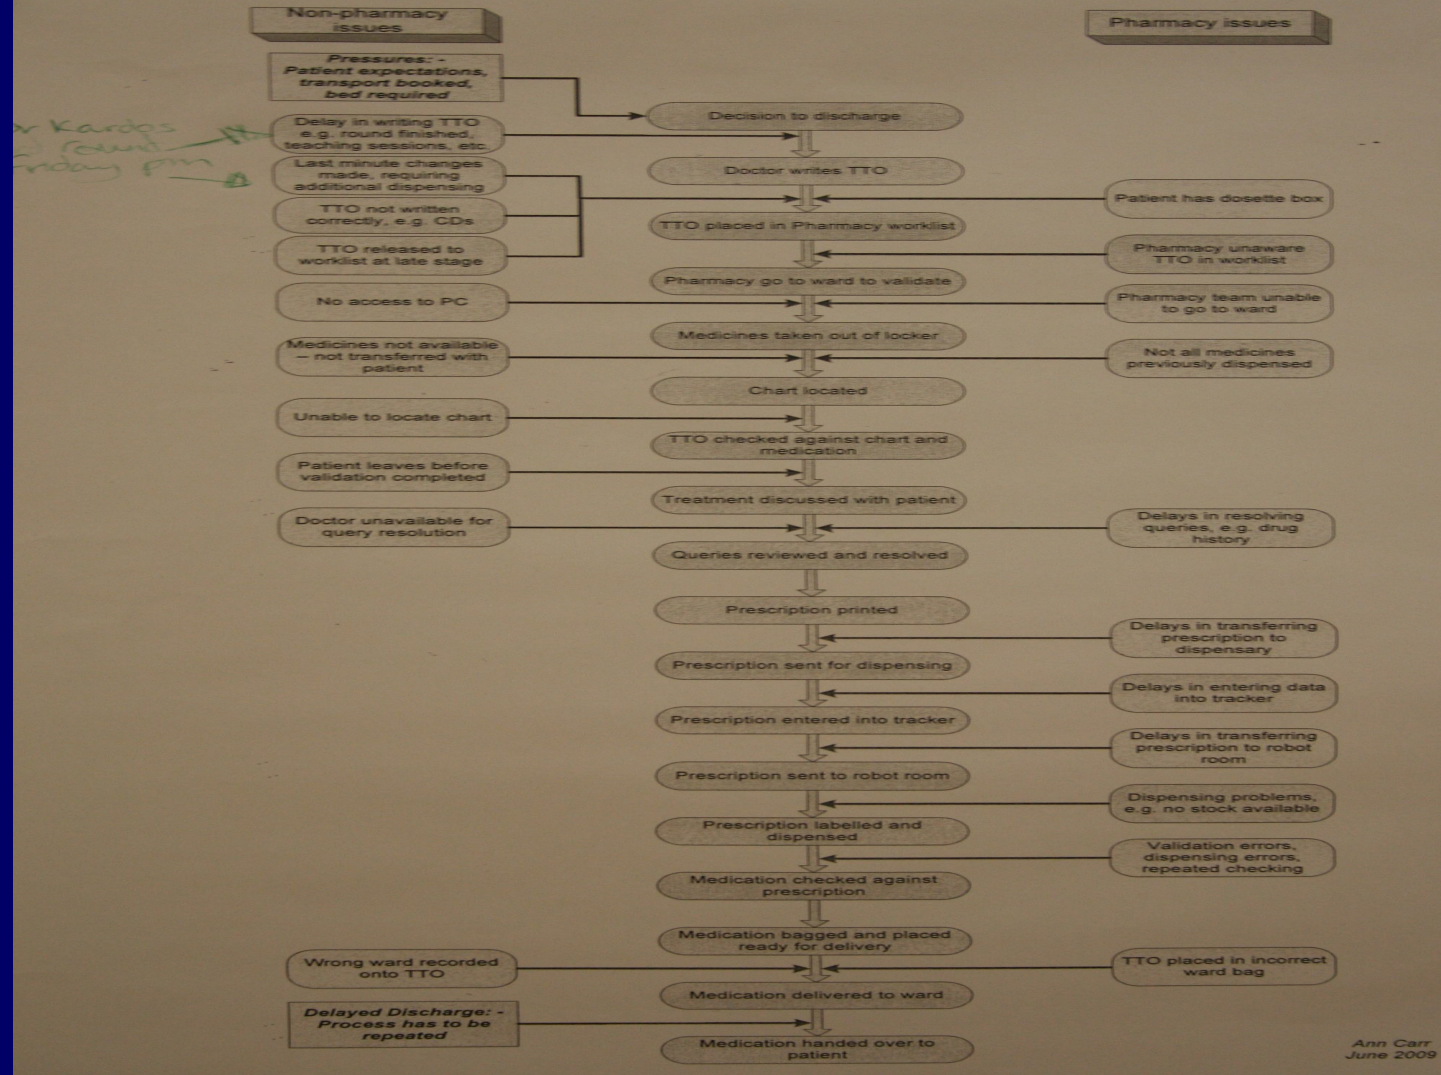 Non-pharmacy
issues
Pharmacy issues
Pressures: -
Patient expectations,
transport booked,
bed required
Decision to discharge
Kardos
round
pm
Delay in writing TTO
e.g. round finished,
teaching sessions, etc.
Doctor writes TTO
Last minute changes
made, requiring
additional dispensing
TTO not written
correctly, e.g. CDs
TTO released to
worklist at late stage
Patient has dosette box
TTO placed in Pharmacy worklist
Pharmacy unaware
TTO in worklist
Pharmacy go to ward to validate
No access to PC
Pharmacy team unable
to go to ward
Medicines taken out of locker
Medicines not available
– not transferred with
patient
Not all medicines
previously dispensed
Chart located
Unable to locate chart
TTO checked against chart and
medication
Patient leaves before
validation completed
Treatment discussed with patient
Doctor unavailable for
query resolution
Delays in resolving
queries, e.g. drug
history
Queries reviewed and resolved
Prescription printed
Delays in transferring
prescription to
dispensary
Prescription sent for dispensing
Delays in entering data
into tracker
Prescription entered into tracker
Delays in transferring
prescription to robot
room
Prescription sent to robot room
Dispensing problems,
e.g. no stock available
Prescription labelled and
dispensed
Validation errors,
dispensing errors,
repeated checking
Medication checked against
prescription
Medication bagged and placed
ready for delivery
Wrong ward recorded
onto TTO
TTO placed in incorrect
ward bag
Medication delivered to ward
Delayed Discharge: -
Process has to be
repeated
Medication handed over to
patient
Ann Carr
June 2009